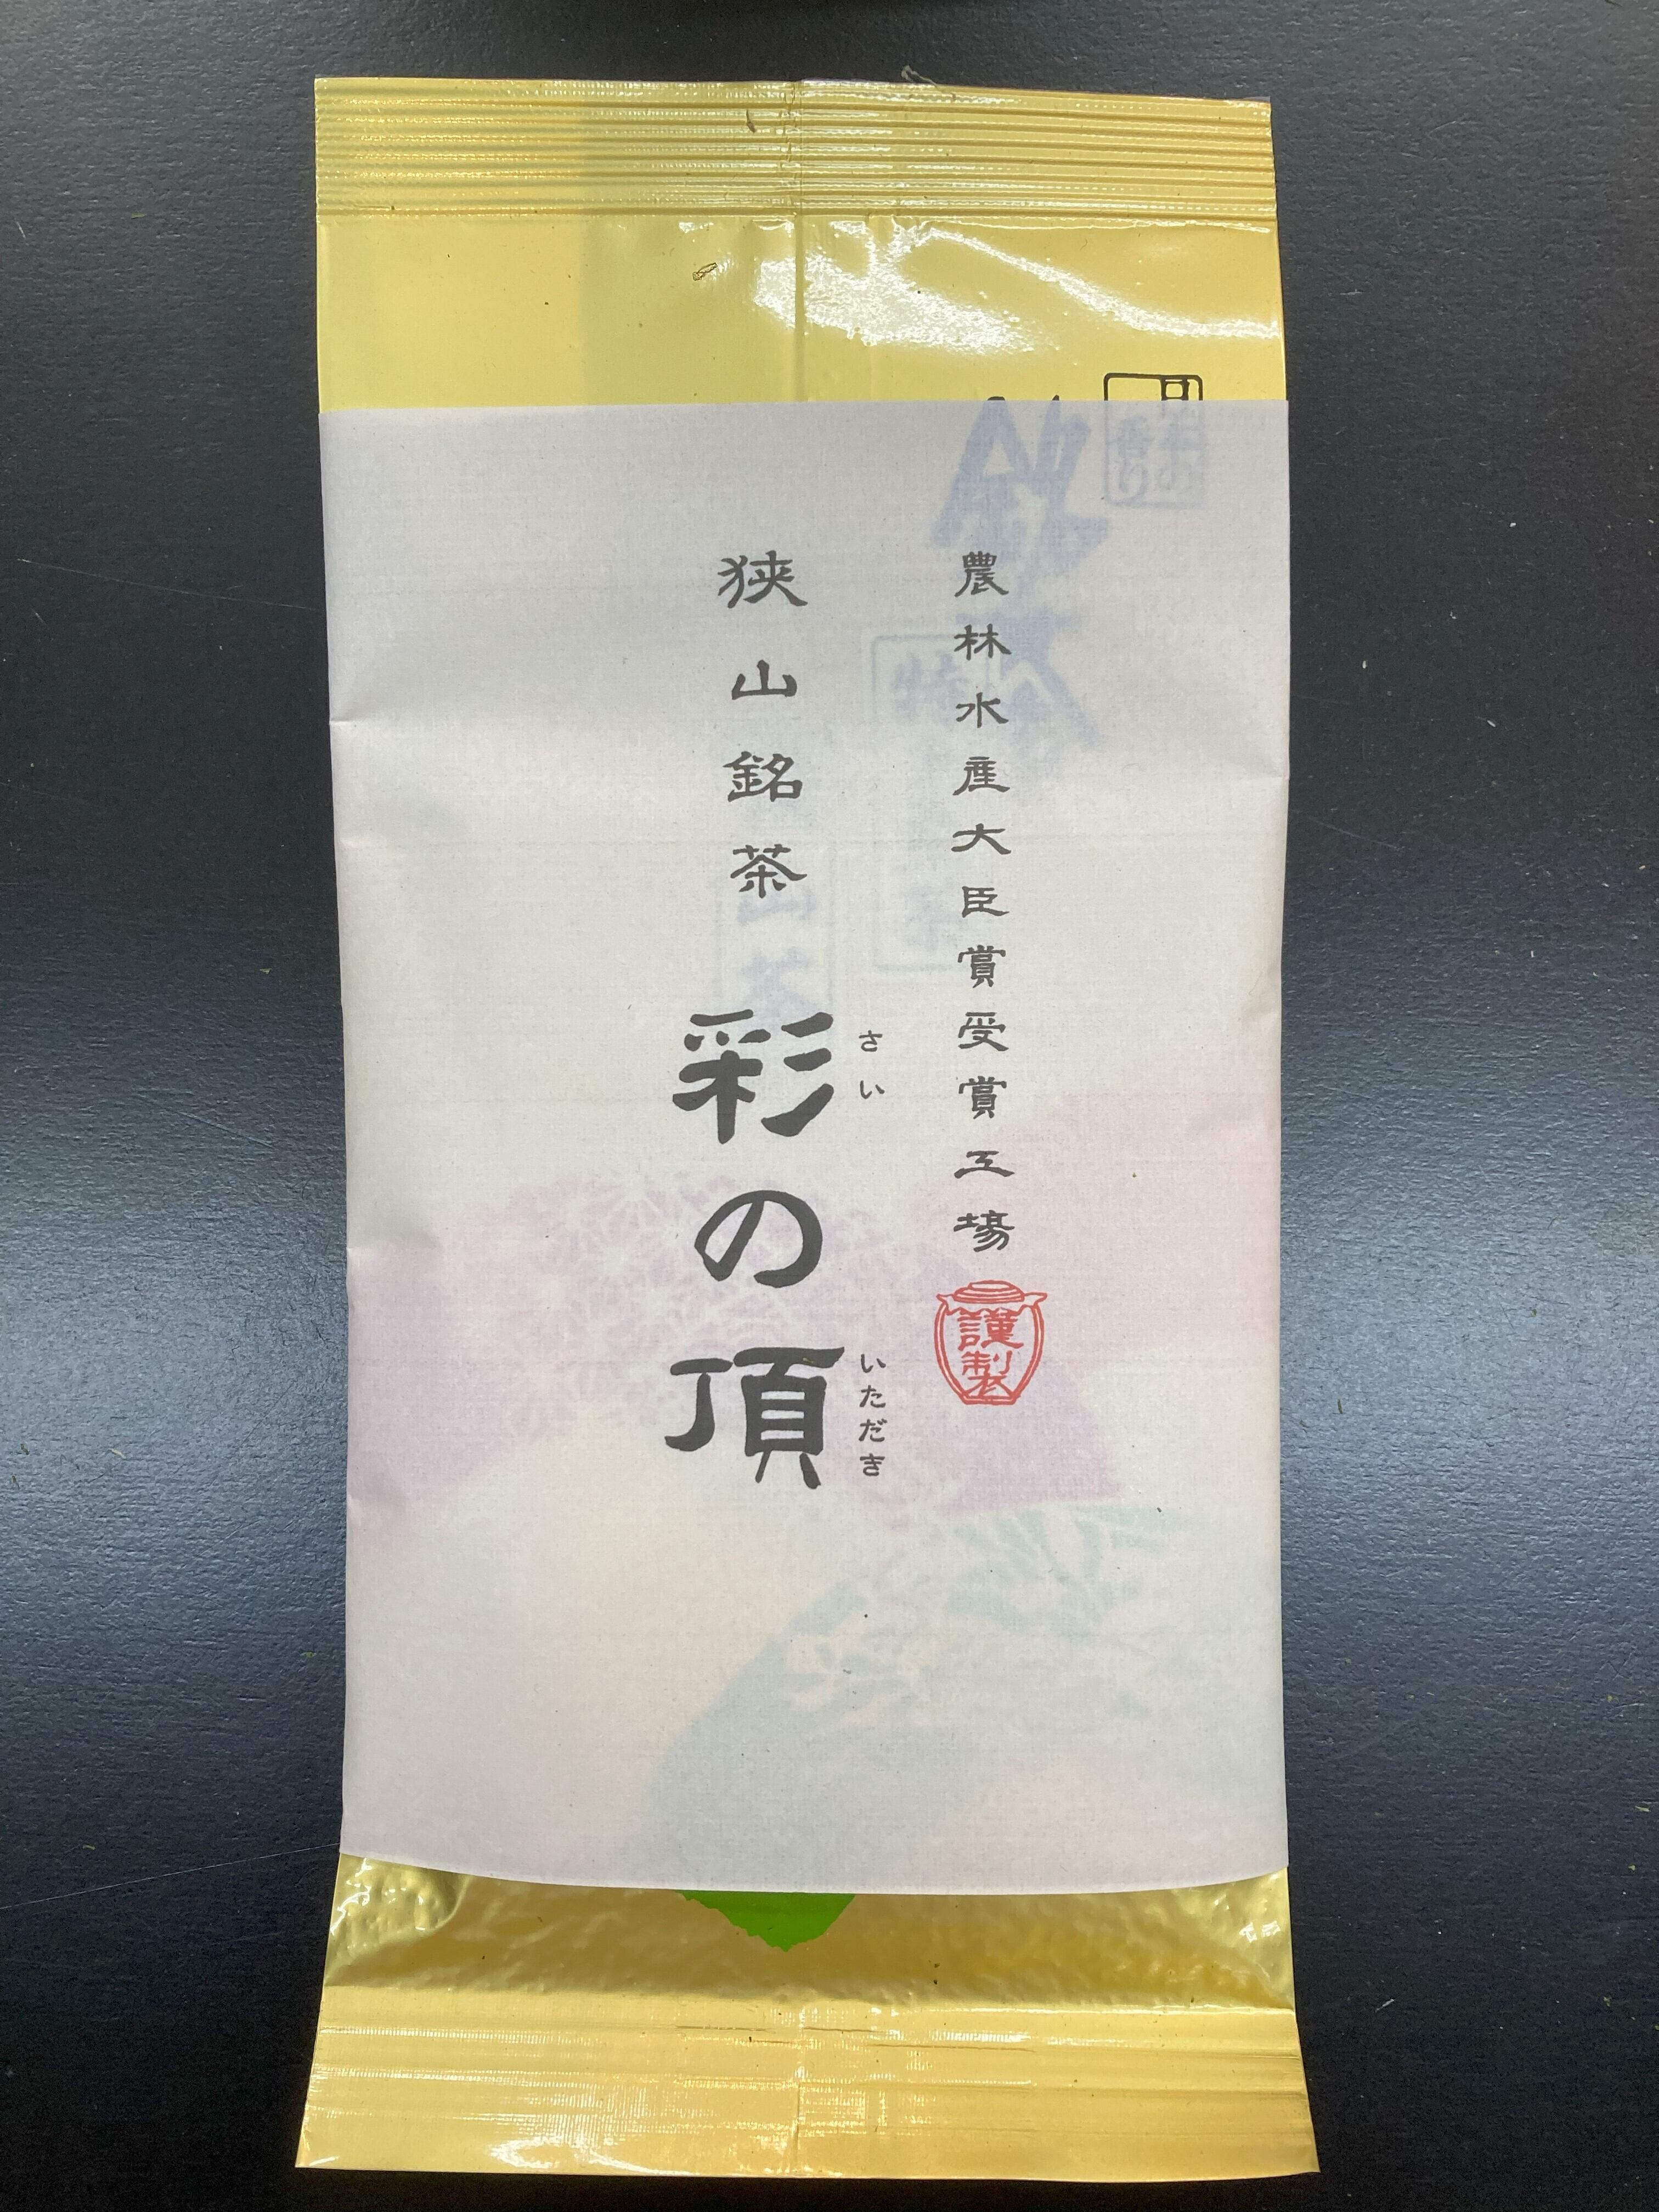 農林水産大臣賞受賞工場
謹製
狭山銘茶 彩の頂
さい
いただき